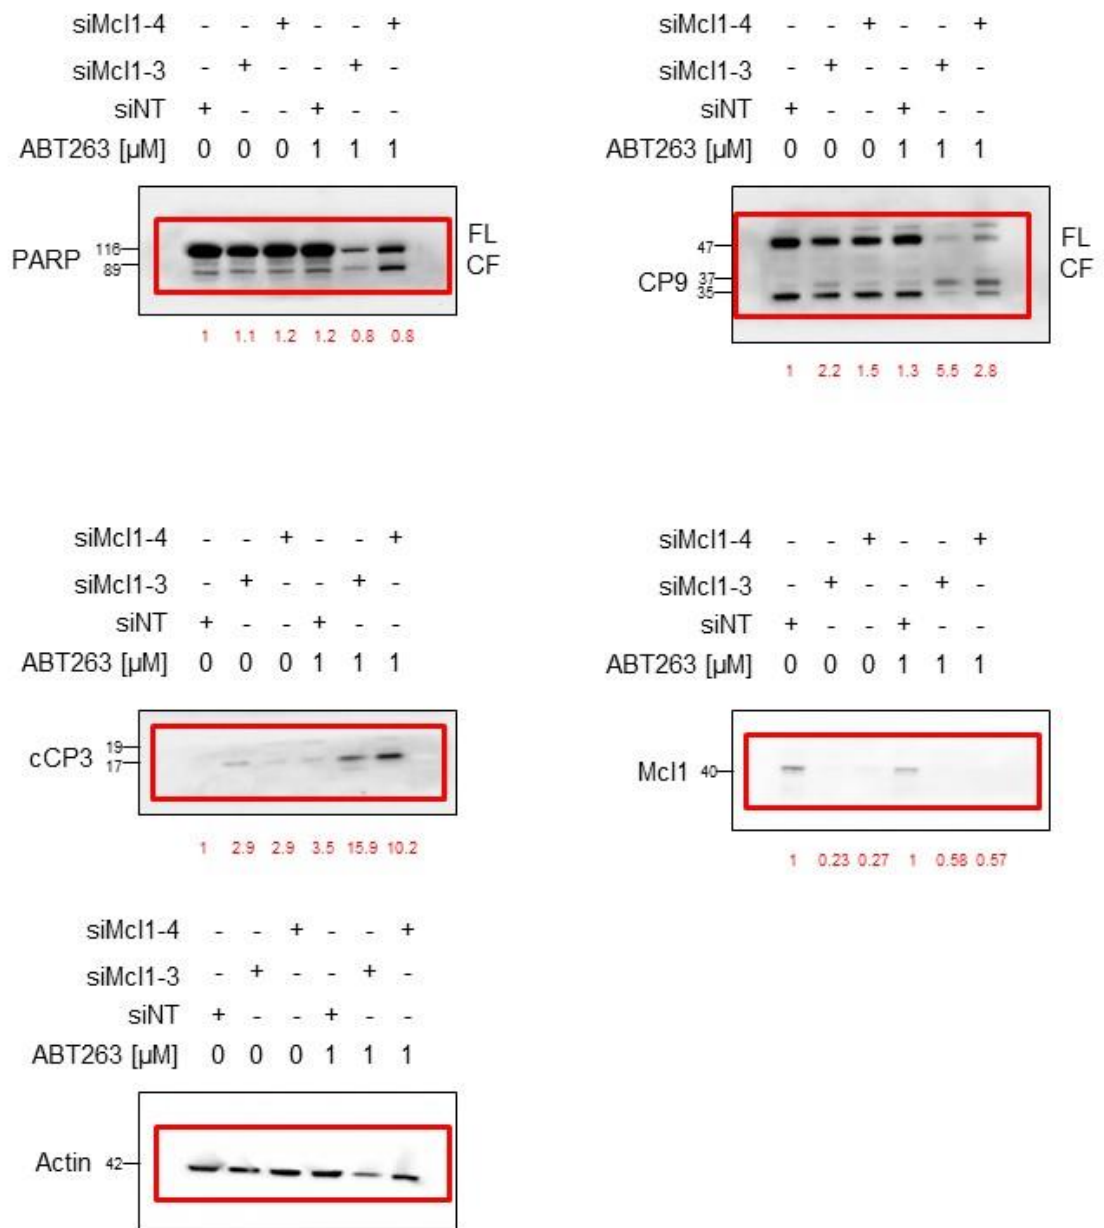 siMcl1-4 - - + - - +
siMcl1-3 - + - - + -
siNT + - - + - -
ABT263 [µM] 0 0 0 1 1 1
PARP 116 89 FL CF
1 1.1 1.2 1.2 0.8 0.8
siMcl1-4 - - + - - +
siMcl1-3 - + - - + -
siNT + - - + - -
ABT263 [µM] 0 0 0 1 1 1
CP9 47 37 35 FL CF
1 2.2 1.5 1.3 5.5 2.8
siMcl1-4 - - + - - +
siMcl1-3 - + - - + -
siNT + - - + - -
ABT263 [µM] 0 0 0 1 1 1
cCP3 19 17
1 2.9 2.9 3.5 15.9 10.2
siMcl1-4 - - + - - +
siMcl1-3 - + - - + -
siNT + - - + - -
ABT263 [µM] 0 0 0 1 1 1
Mcl1 40
1 0.23 0.27 1 0.58 0.57
siMcl1-4 - - + - - +
siMcl1-3 - + - - + -
siNT + - - + - -
ABT263 [µM] 0 0 0 1 1 1
Actin 42